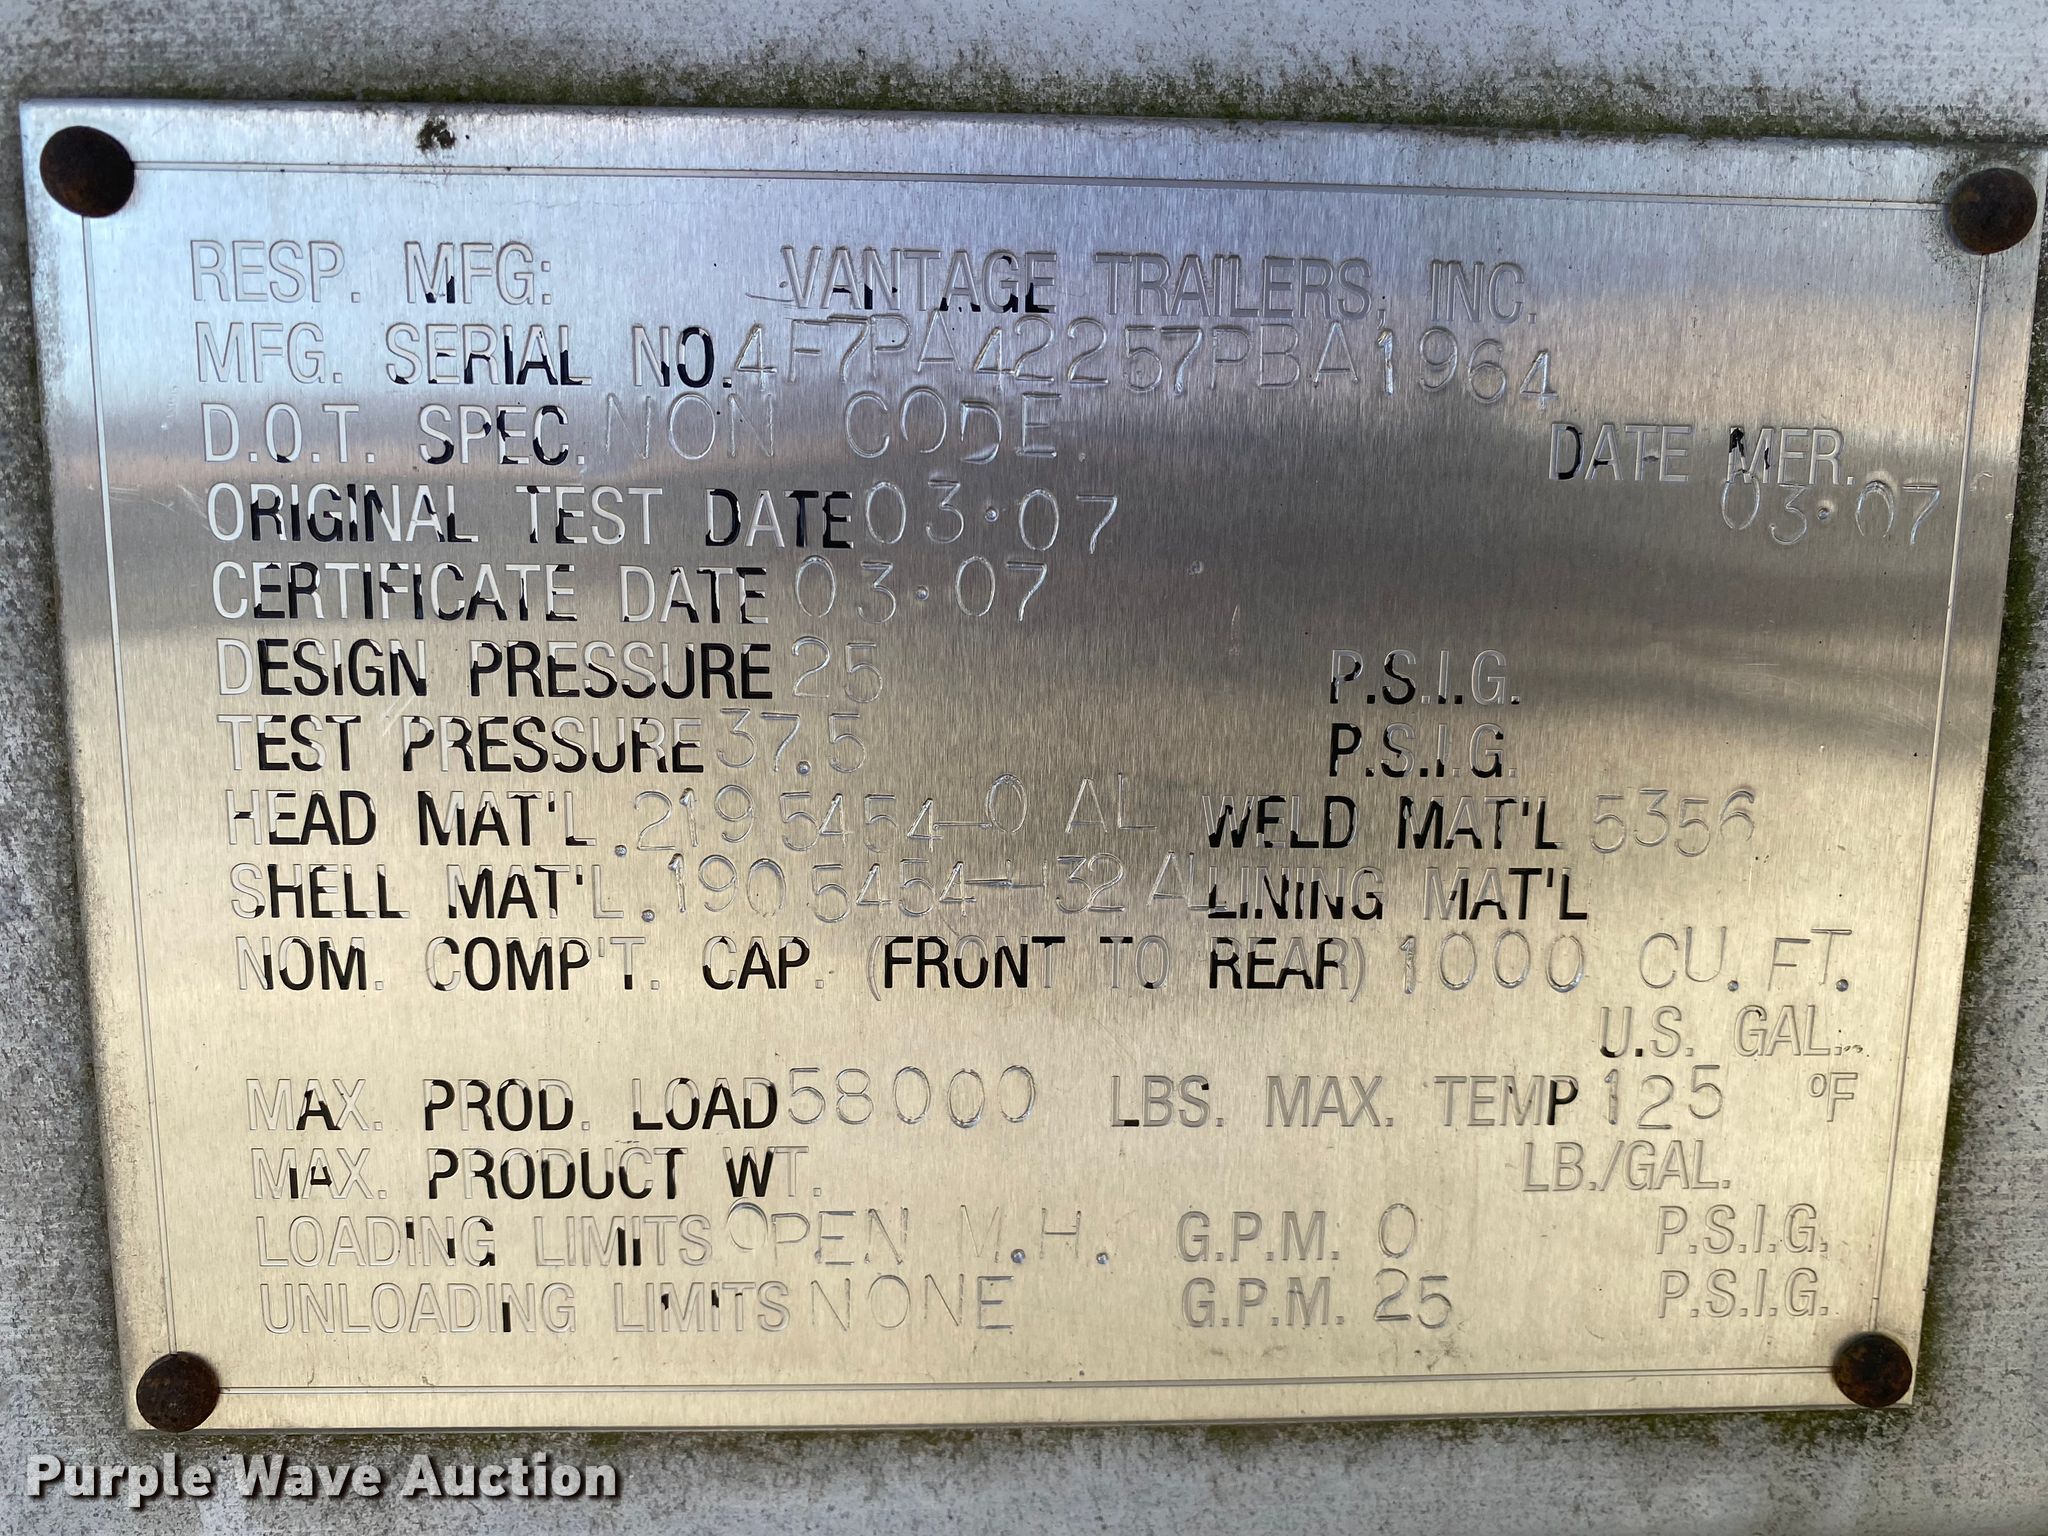 RESP. MFG: VANTAGE TRAILERS, INC.
MFG. SERIAL NO. 4F7PA42257PBA1964
D.O.T. SPEC. NON CODE DATE MER.
ORIGINAL TEST DATE 03·07 03·07
CERTIFICATE DATE 03·07
DESIGN PRESSURE 25 P.S.I.G.
TEST PRESSURE 37.5 P.S.I.G.
HEAD MAT'L .219 5454-0 AL WELD MAT'L 5356
SHELL MAT'L .190 5454-H32 AL LINING MAT'L
NOM. COMP'T. CAP. (FRONT TO REAR) 1000 CU. FT.
U.S. GAL.
MAX. PROD. LOAD 58000 LBS. MAX. TEMP 125 °F
MAX. PRODUCT WT. LB./GAL.
LOADING LIMITS OPEN M.H. G.P.M. 0 P.S.I.G.
UNLOADING LIMITS NONE G.P.M. 25 P.S.I.G.
Purple Wave Auction